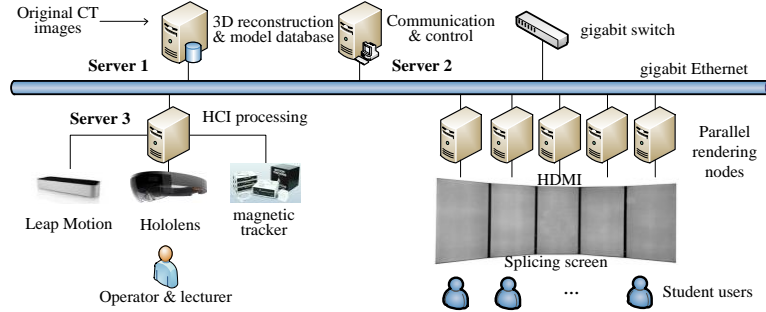 Original CT
images
3D reconstruction
& model database
Communication
& control
gigabit switch
Server 1
Server 2
gigabit Ethernet
Server 3
HCI processing
Parallel
rendering
nodes
HDMI
Leap Motion
Hololens
magnetic
tracker
Splicing screen
Operator & lecturer
...
Student users